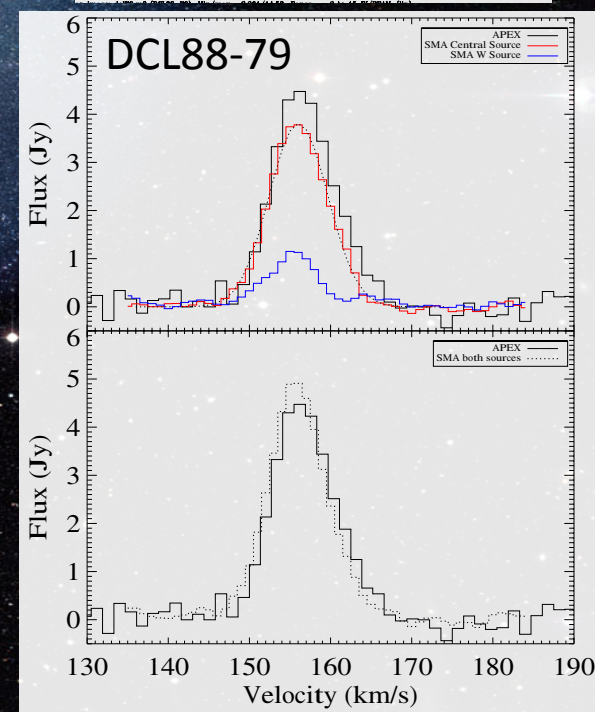 6
5
4
3
2
1
0
Flux (Jy)
DCL88-79
APEX
SMA Central Source
SMA W Source
6
5
4
3
2
1
0
Flux (Jy)
APEX
SMA both sources
130 140 150 160 170 180 190
Velocity (km/s)